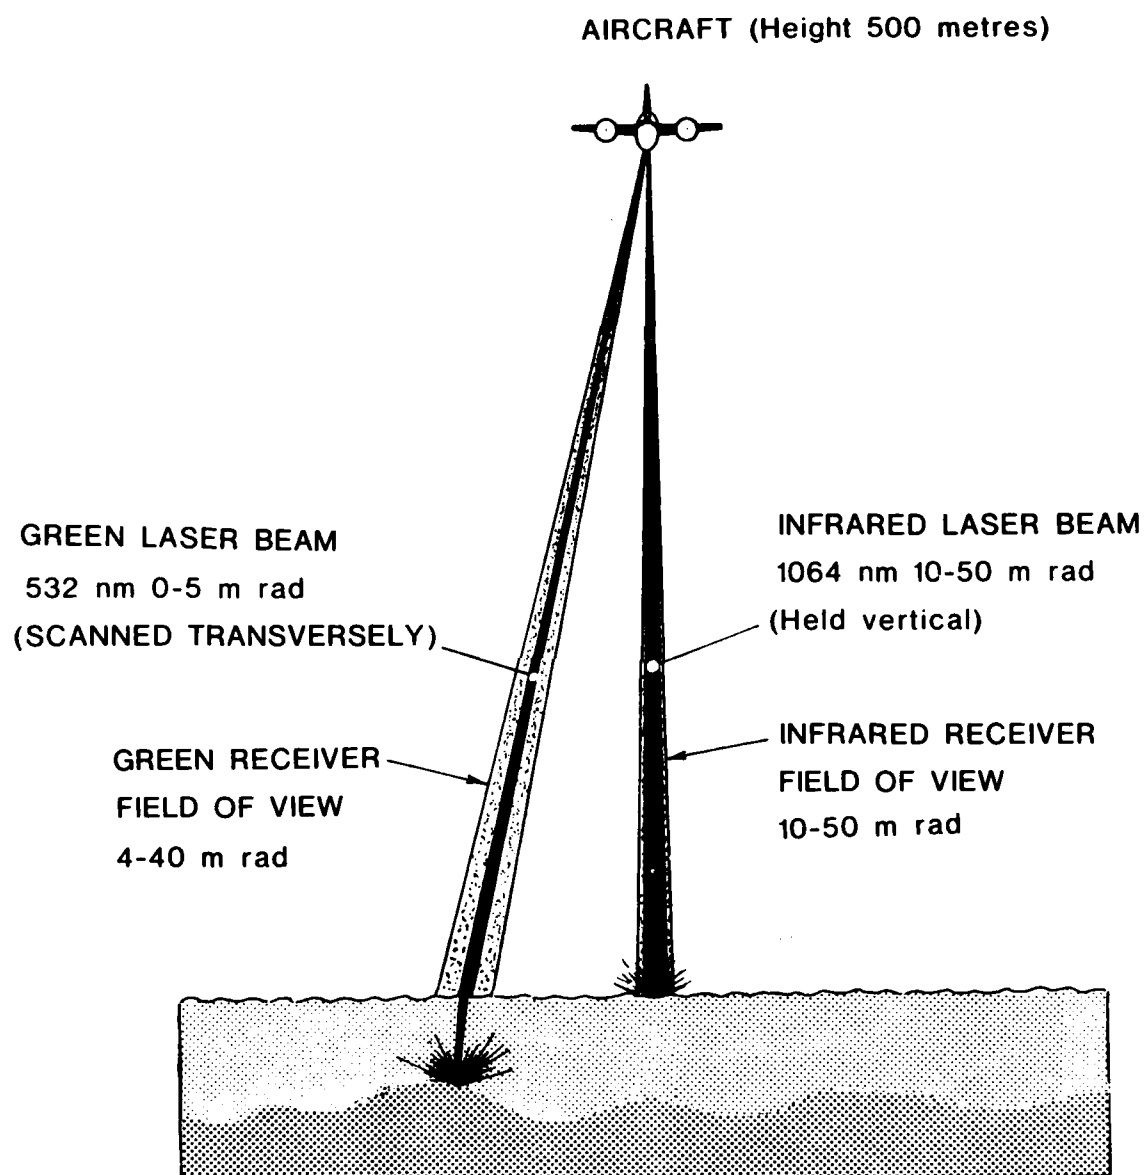 AIRCRAFT (Height 500 metres)
GREEN LASER BEAM
532 nm 0-5 m rad
(SCANNED TRANSVERSELY)
GREEN RECEIVER
FIELD OF VIEW
4-40 m rad
INFRARED LASER BEAM
1064 nm 10-50 m rad
(Held vertical)
INFRARED RECEIVER
FIELD OF VIEW
10-50 m rad